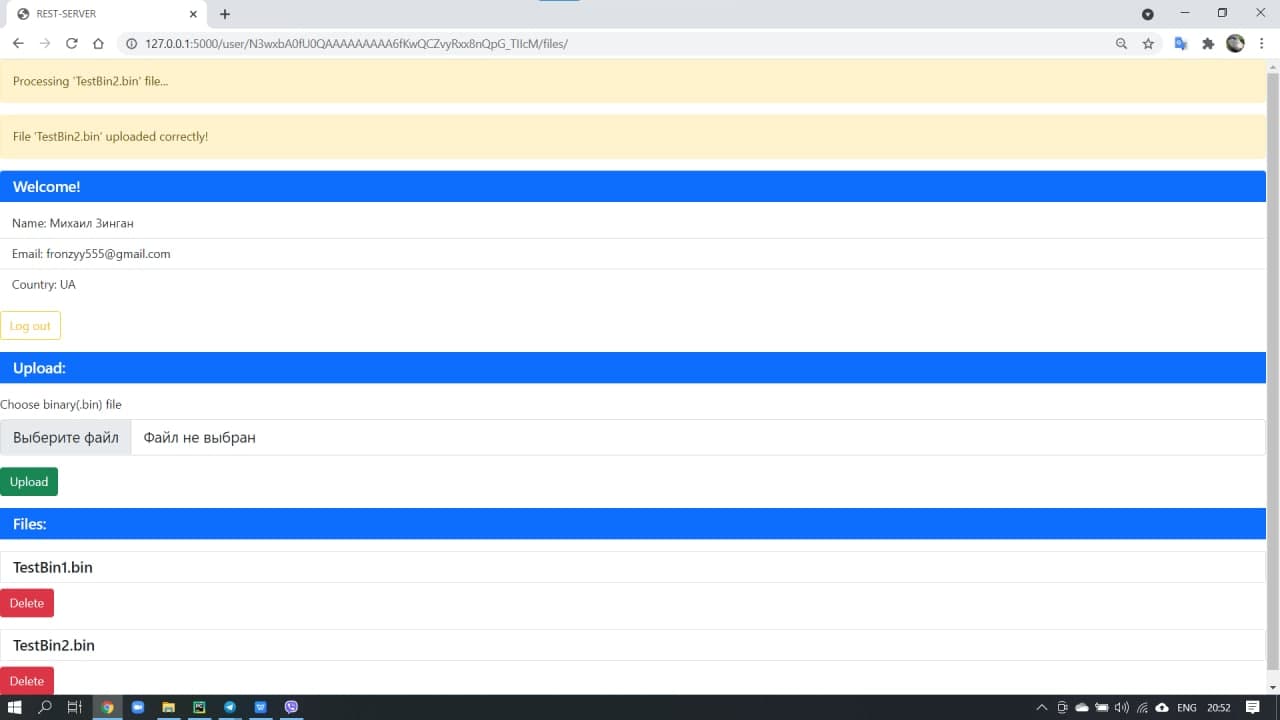 REST-SERVER
127.0.0.1:5000/user/N3wxbA0fU0QAAAAAAAAA6fKwQCZvyRxx8nQpG_TIIcM/files/
Processing 'TestBin2.bin' file...
File 'TestBin2.bin' uploaded correctly!
Welcome!
Name: Михаил Зинган
Email: fronzyy555@gmail.com
Country: UA
Log out
Upload:
Choose binary(.bin) file
Выберите файл Файл не выбран
Upload
Files:
TestBin1.bin
Delete
TestBin2.bin
Delete
ENG 20:52